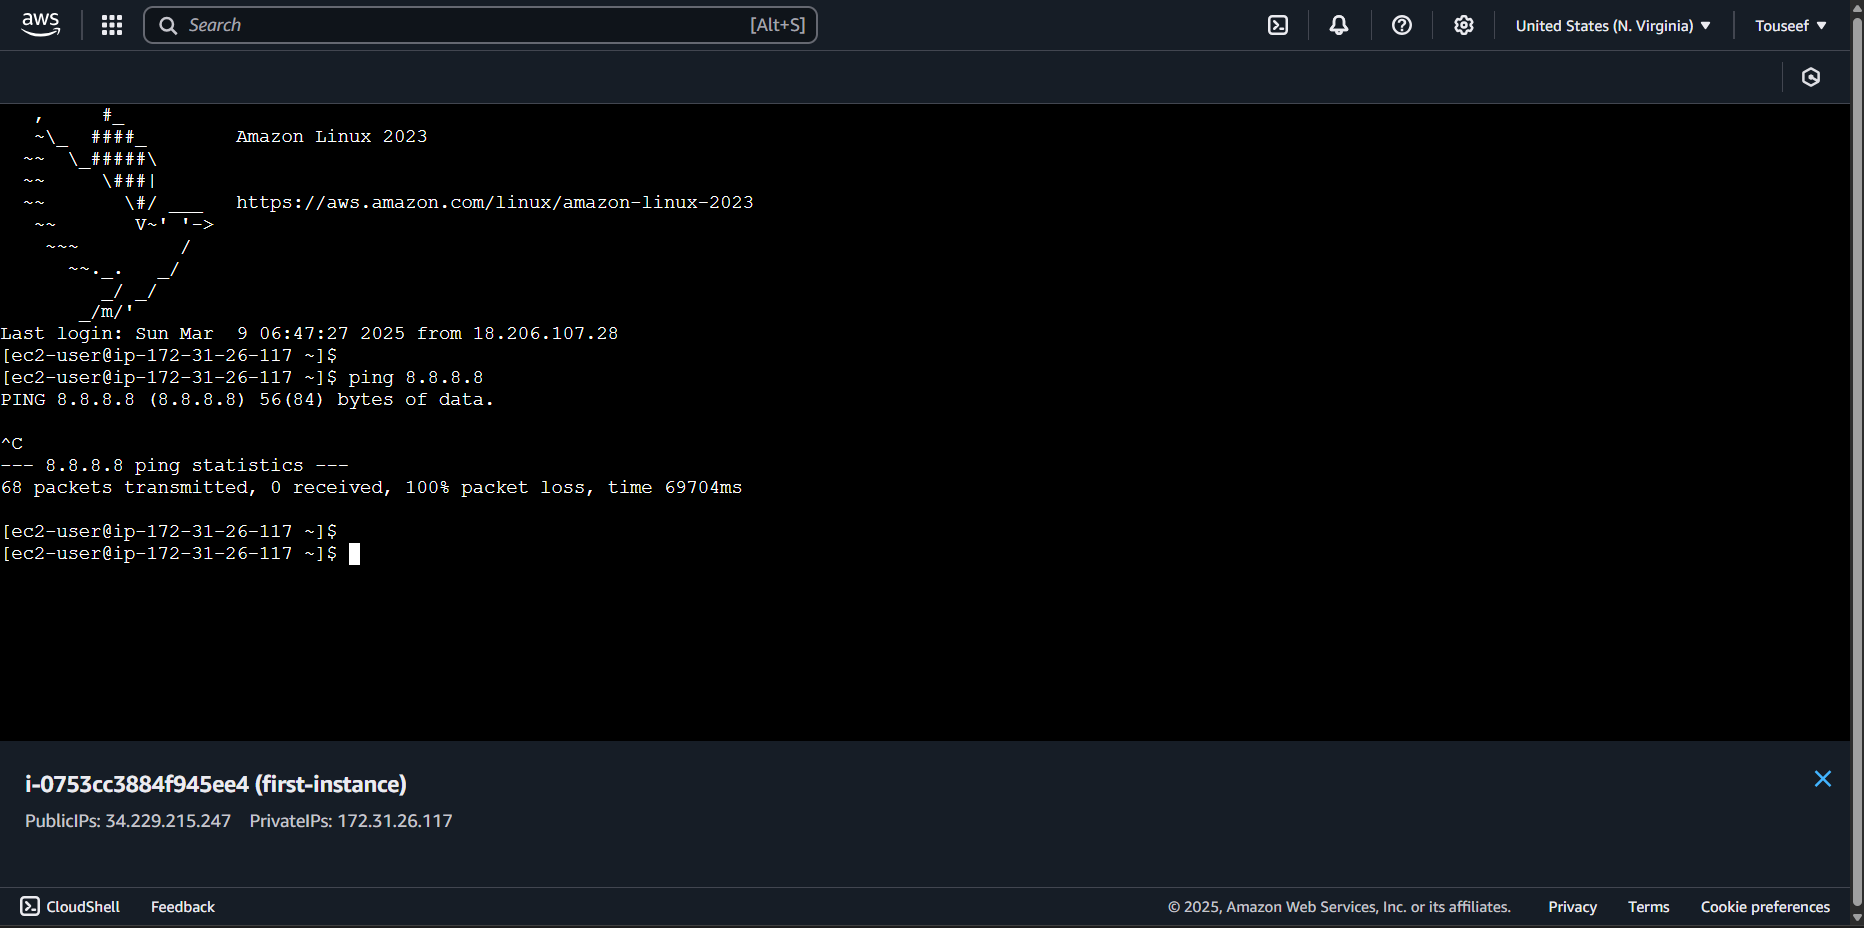 aws
Search [Alt+S]
United States (N. Virginia)
Touseef
   ,     #_
   ~\_  ####_        Amazon Linux 2023
  ~~  \_#####\
  ~~     \###|
  ~~       \#/ ___   https://aws.amazon.com/linux/amazon-linux-2023
   ~~       V~' '->
    ~~~         /
      ~~._.   _/
         _/ _/
       _/m/'
Last login: Sun Mar  9 06:47:27 2025 from 18.206.107.28
[ec2-user@ip-172-31-26-117 ~]$
[ec2-user@ip-172-31-26-117 ~]$ ping 8.8.8.8
PING 8.8.8.8 (8.8.8.8) 56(84) bytes of data.
^C
--- 8.8.8.8 ping statistics ---
68 packets transmitted, 0 received, 100% packet loss, time 69704ms
[ec2-user@ip-172-31-26-117 ~]$
[ec2-user@ip-172-31-26-117 ~]$
i-0753cc3884f945ee4 (first-instance)
PublicIPs: 34.229.215.247 PrivateIPs: 172.31.26.117
CloudShell Feedback © 2025, Amazon Web Services, Inc. or its affiliates. Privacy Terms Cookie preferences